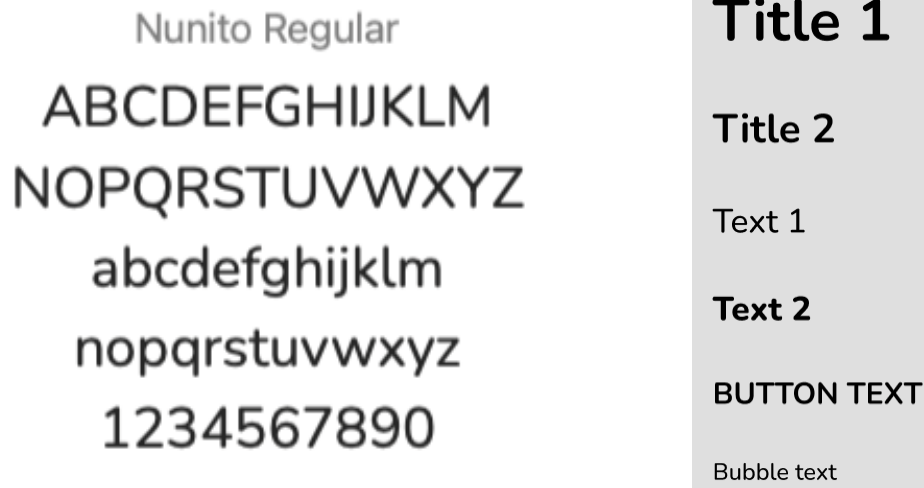 Nunito Regular
ABCDEFGHIJKLM
NOPQRSTUVWXYZ
abcdefghijklm
nopqrstuvwxyz
1234567890
Title 1
Title 2
Text 1
Text 2
BUTTON TEXT
Bubble text